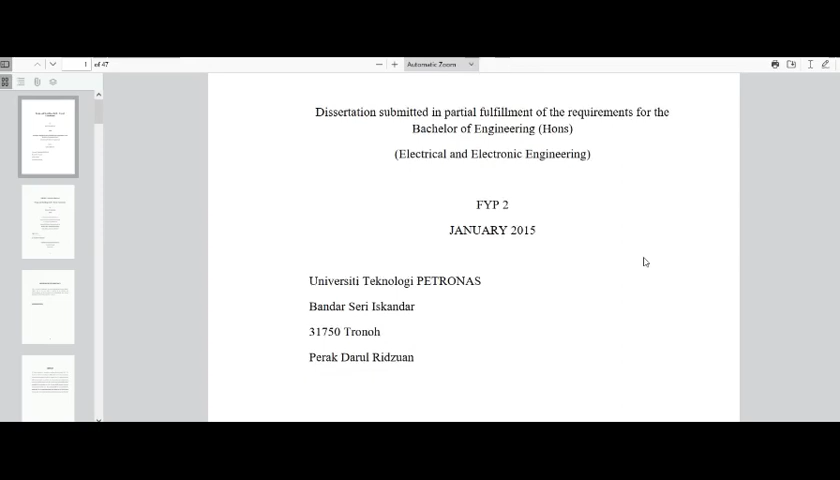 1 of 47
Automatic Zoom
Dissertation submitted in partial fulfillment of the requirements for the
Bachelor of Engineering (Hons)
(Electrical and Electronic Engineering)
FYP 2
JANUARY 2015
Universiti Teknologi PETRONAS
Bandar Seri Iskandar
31750 Tronoh
Perak Darul Ridzuan